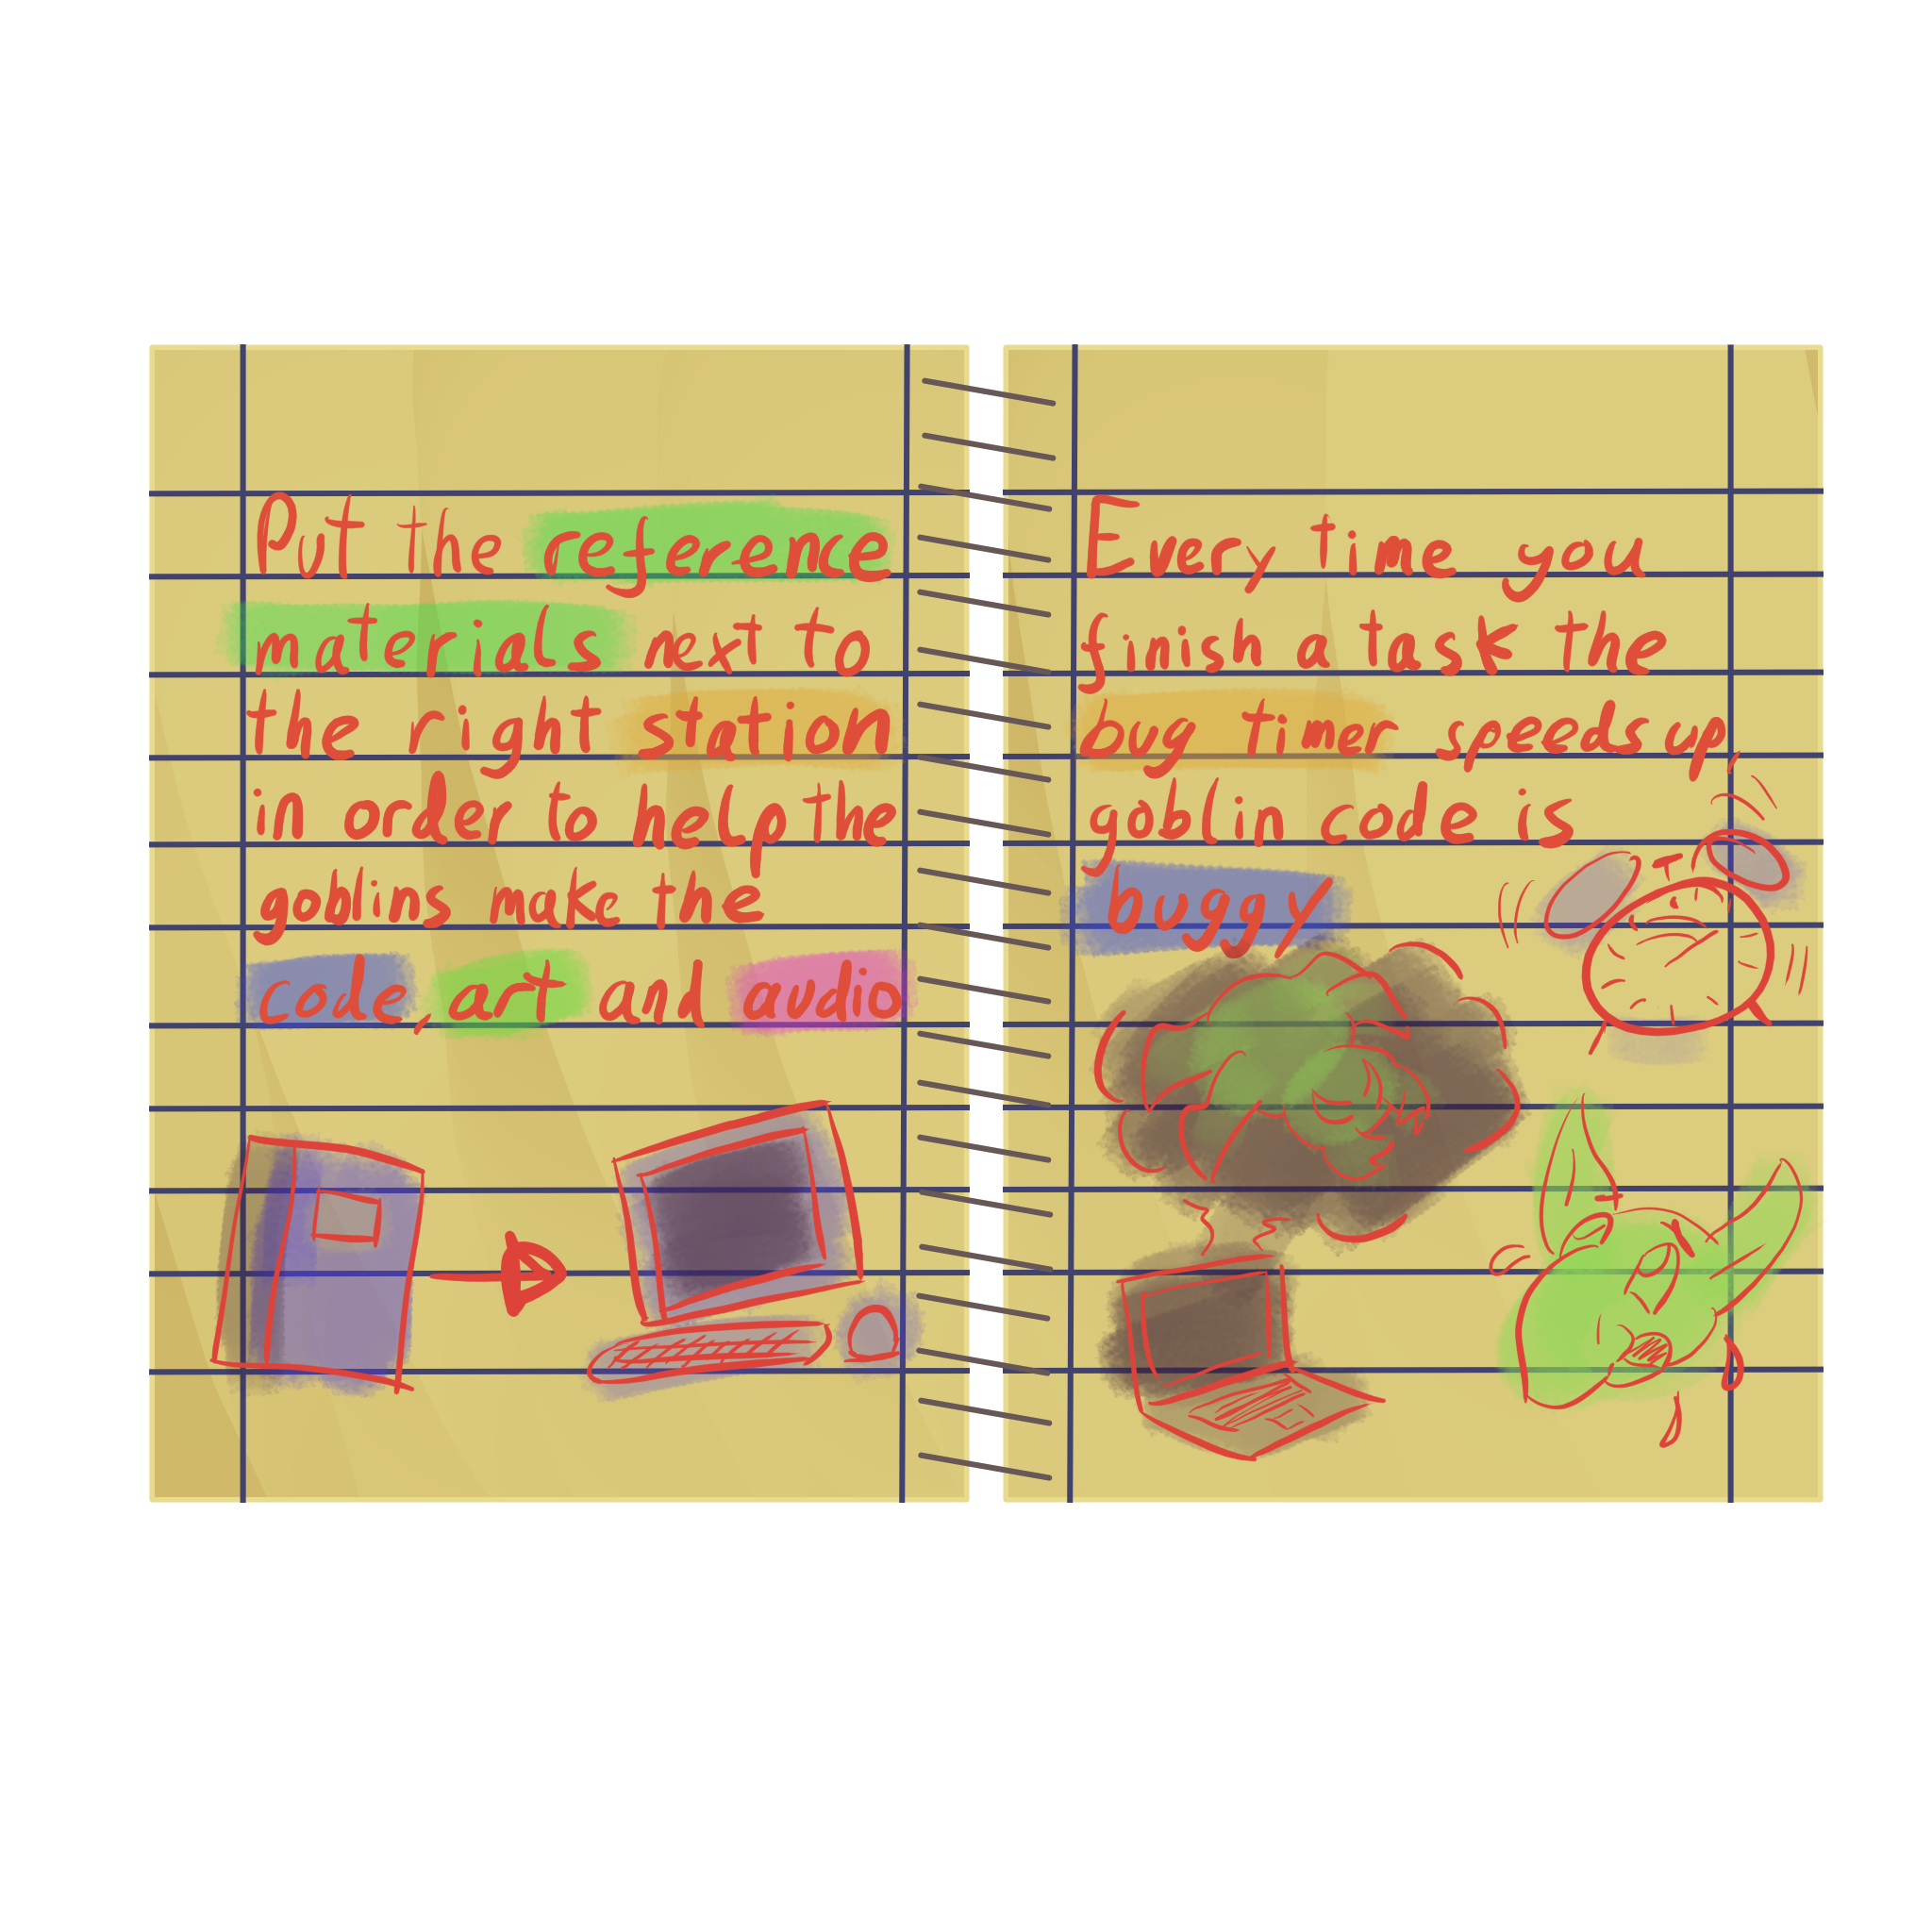 Put the reference
materials next to
the right station
in order to help the
goblins make the
code, art and audio
Every time you
finish a task the
bug timer speeds up,
goblin code is
buggy